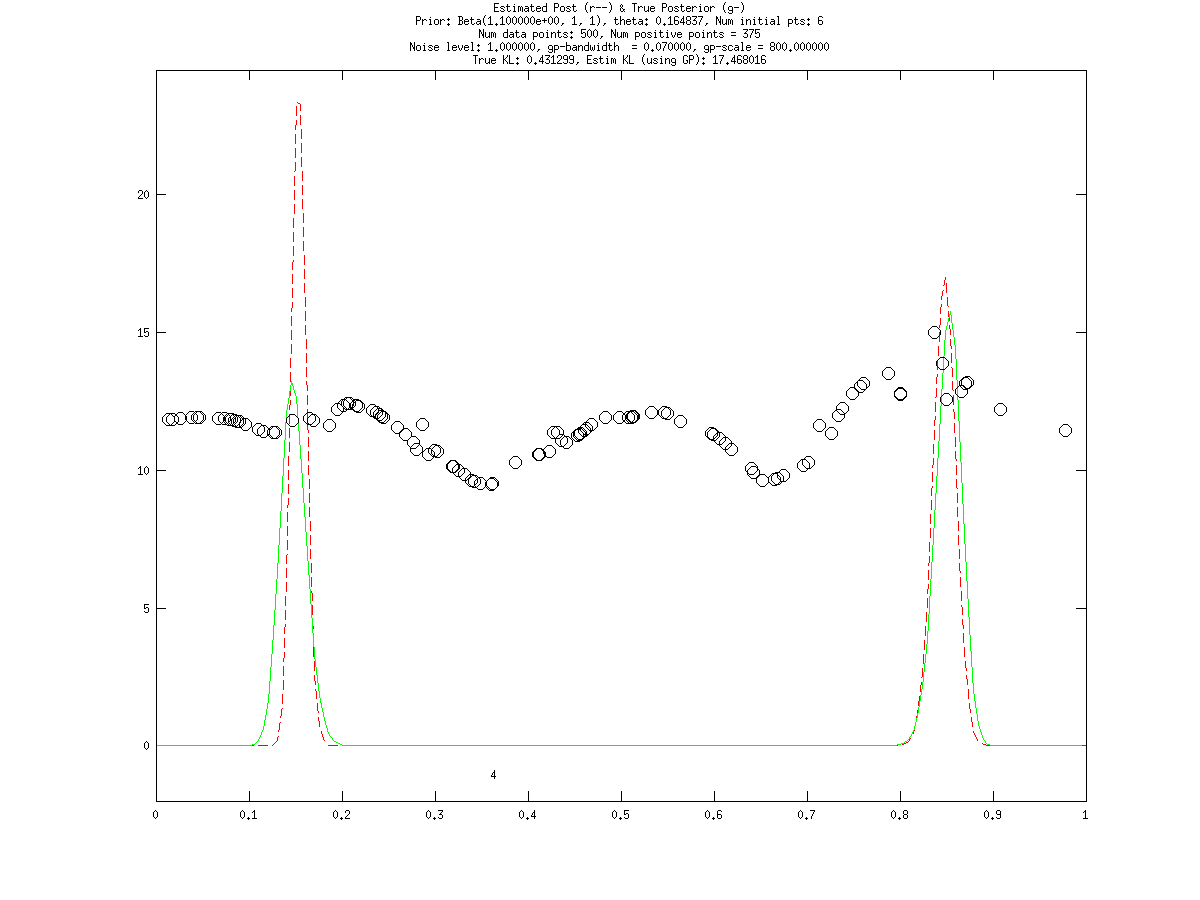 Estimated Post (r--) & True Posterior (g-)
Prior: Beta(1.100000e+00, 1, 1), theta: 0.164837, Num initial pts: 6
Num data points: 500, Num positive points = 375
Noise level: 1.000000, gp-bandwidth  = 0.070000, gp-scale = 800.000000
True KL: 0.431299, Estim KL (using GP): 17.468016
20
15
10
5
0
4
0 0.1 0.2 0.3 0.4 0.5 0.6 0.7 0.8 0.9 1